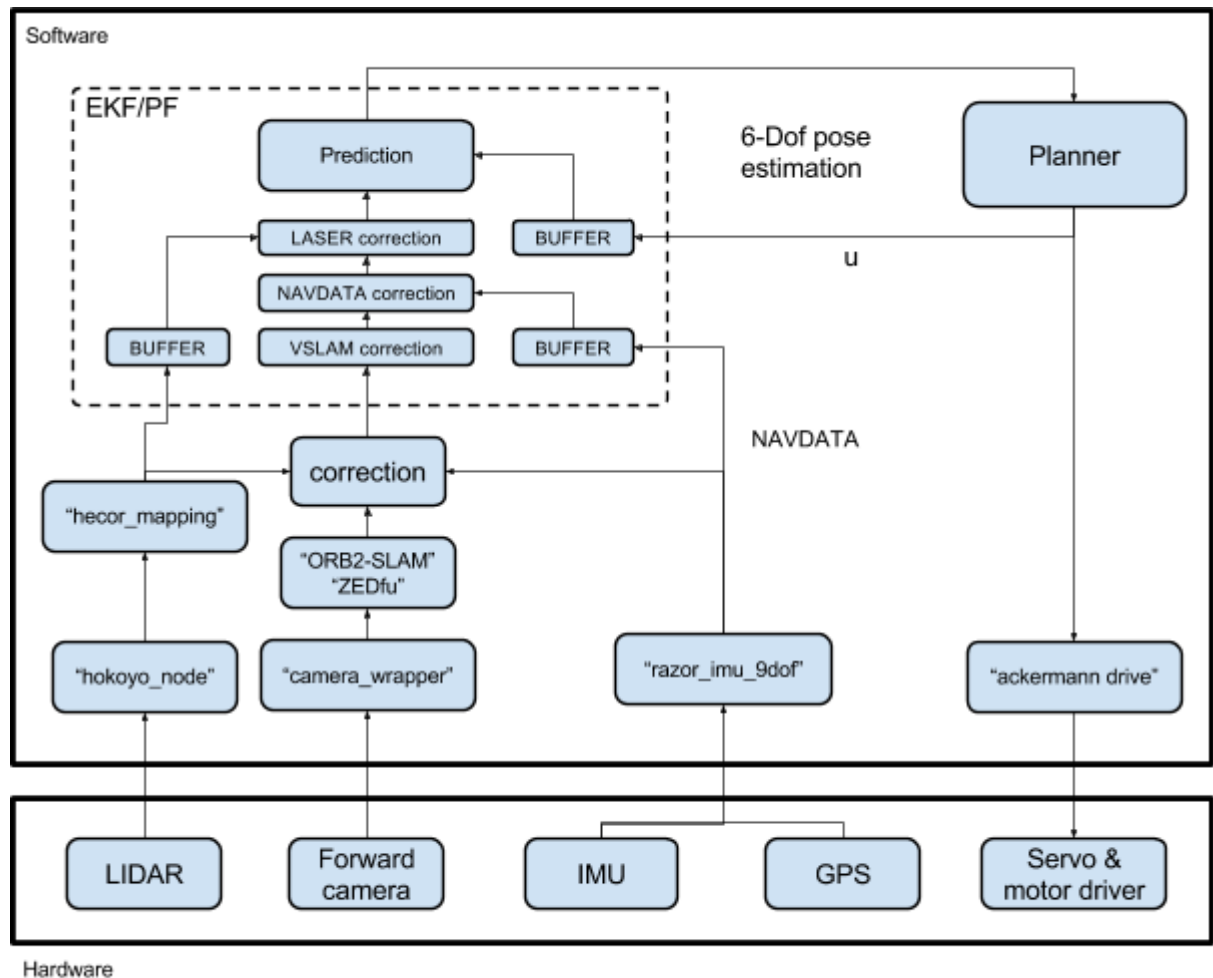 Software
EKF/PF
Prediction
6-Dof pose
estimation
Planner
LASER correction
BUFFER
u
NAVDATA correction
BUFFER
VSLAM correction
BUFFER
NAVDATA
correction
“hecor_mapping”
“ORB2-SLAM”
“ZEDfu”
“hokoyo_node”
“camera_wrapper”
“razor_imu_9dof”
“ackermann drive”
LIDAR
Forward
camera
IMU
GPS
Servo &
motor driver
Hardware